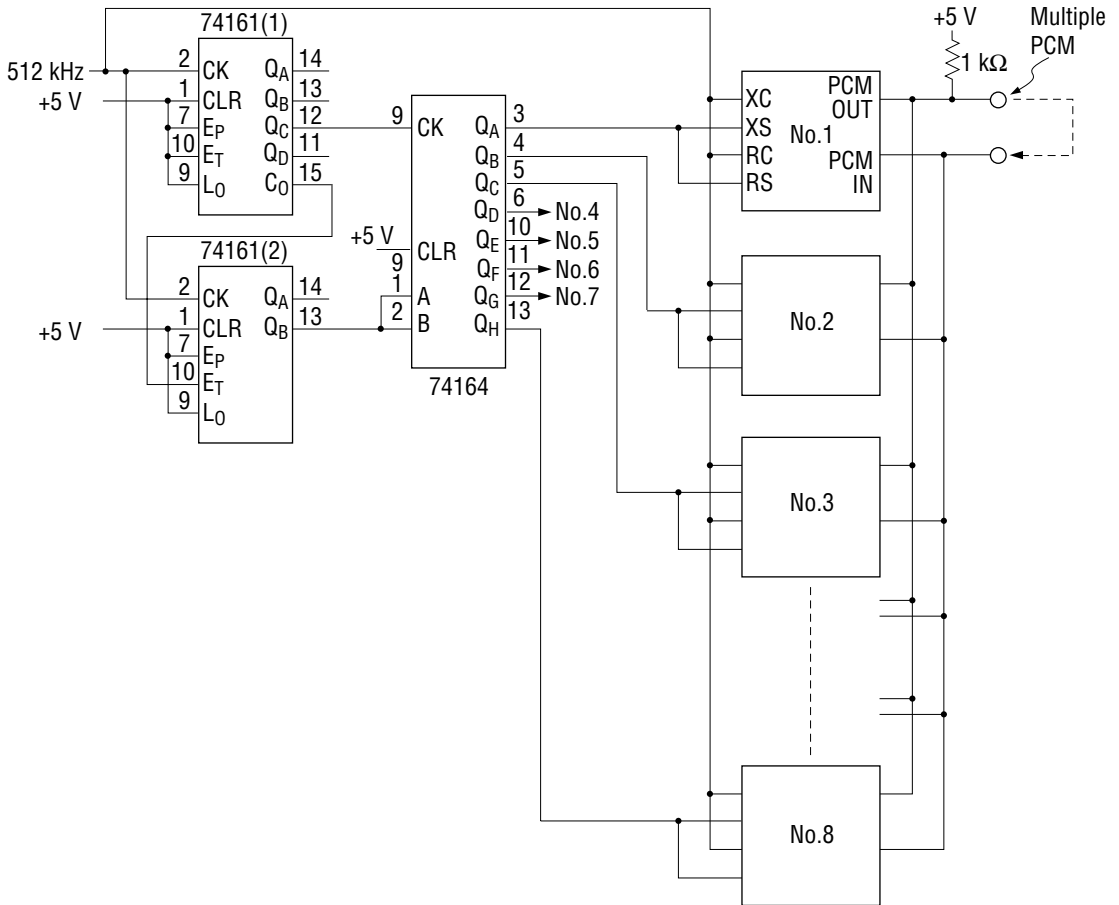 74161(1)
512 kHz
+5 V
2 CK
1 CLR
7 EP
10 ET
9 LO
QA 14
QB 13
QC 12
QD 11
CO 15
74161(2)
+5 V
2 CK
1 CLR
7 EP
10 ET
9 LO
QA 14
QB 13
9 CK
+5 V
9 CLR
1 A
2 B
QA 3
QB 4
QC 5
QD 6 No.4
QE 10 No.5
QF 11 No.6
QG 12 No.7
QH 13
74164
XC
XS
RC
RS
No.1
PCM
OUT
PCM
IN
+5 V
1 kΩ
Multiple
PCM
No.2
No.3
No.8